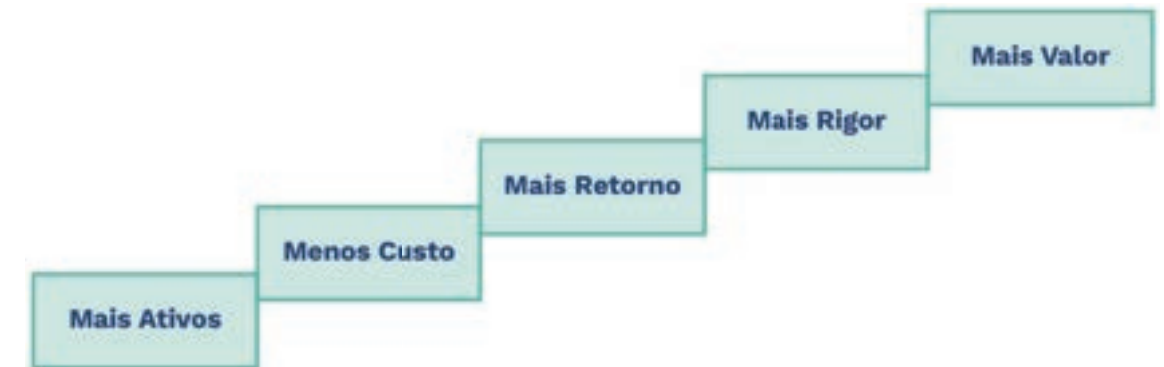 Mais Valor
Mais Rigor
Mais Retorno
Menos Custo
Mais Ativos